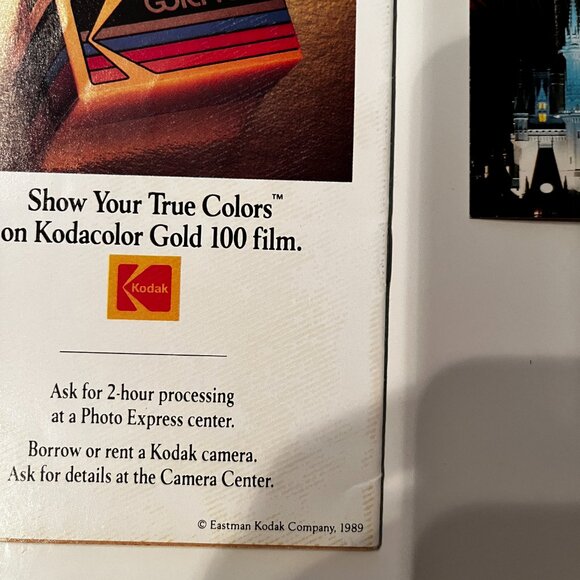 Show Your True Colors™
on Kodacolor Gold 100 film.
Kodak
Ask for 2-hour processing
at a Photo Express center.
Borrow or rent a Kodak camera.
Ask for details at the Camera Center.
© Eastman Kodak Company, 1989